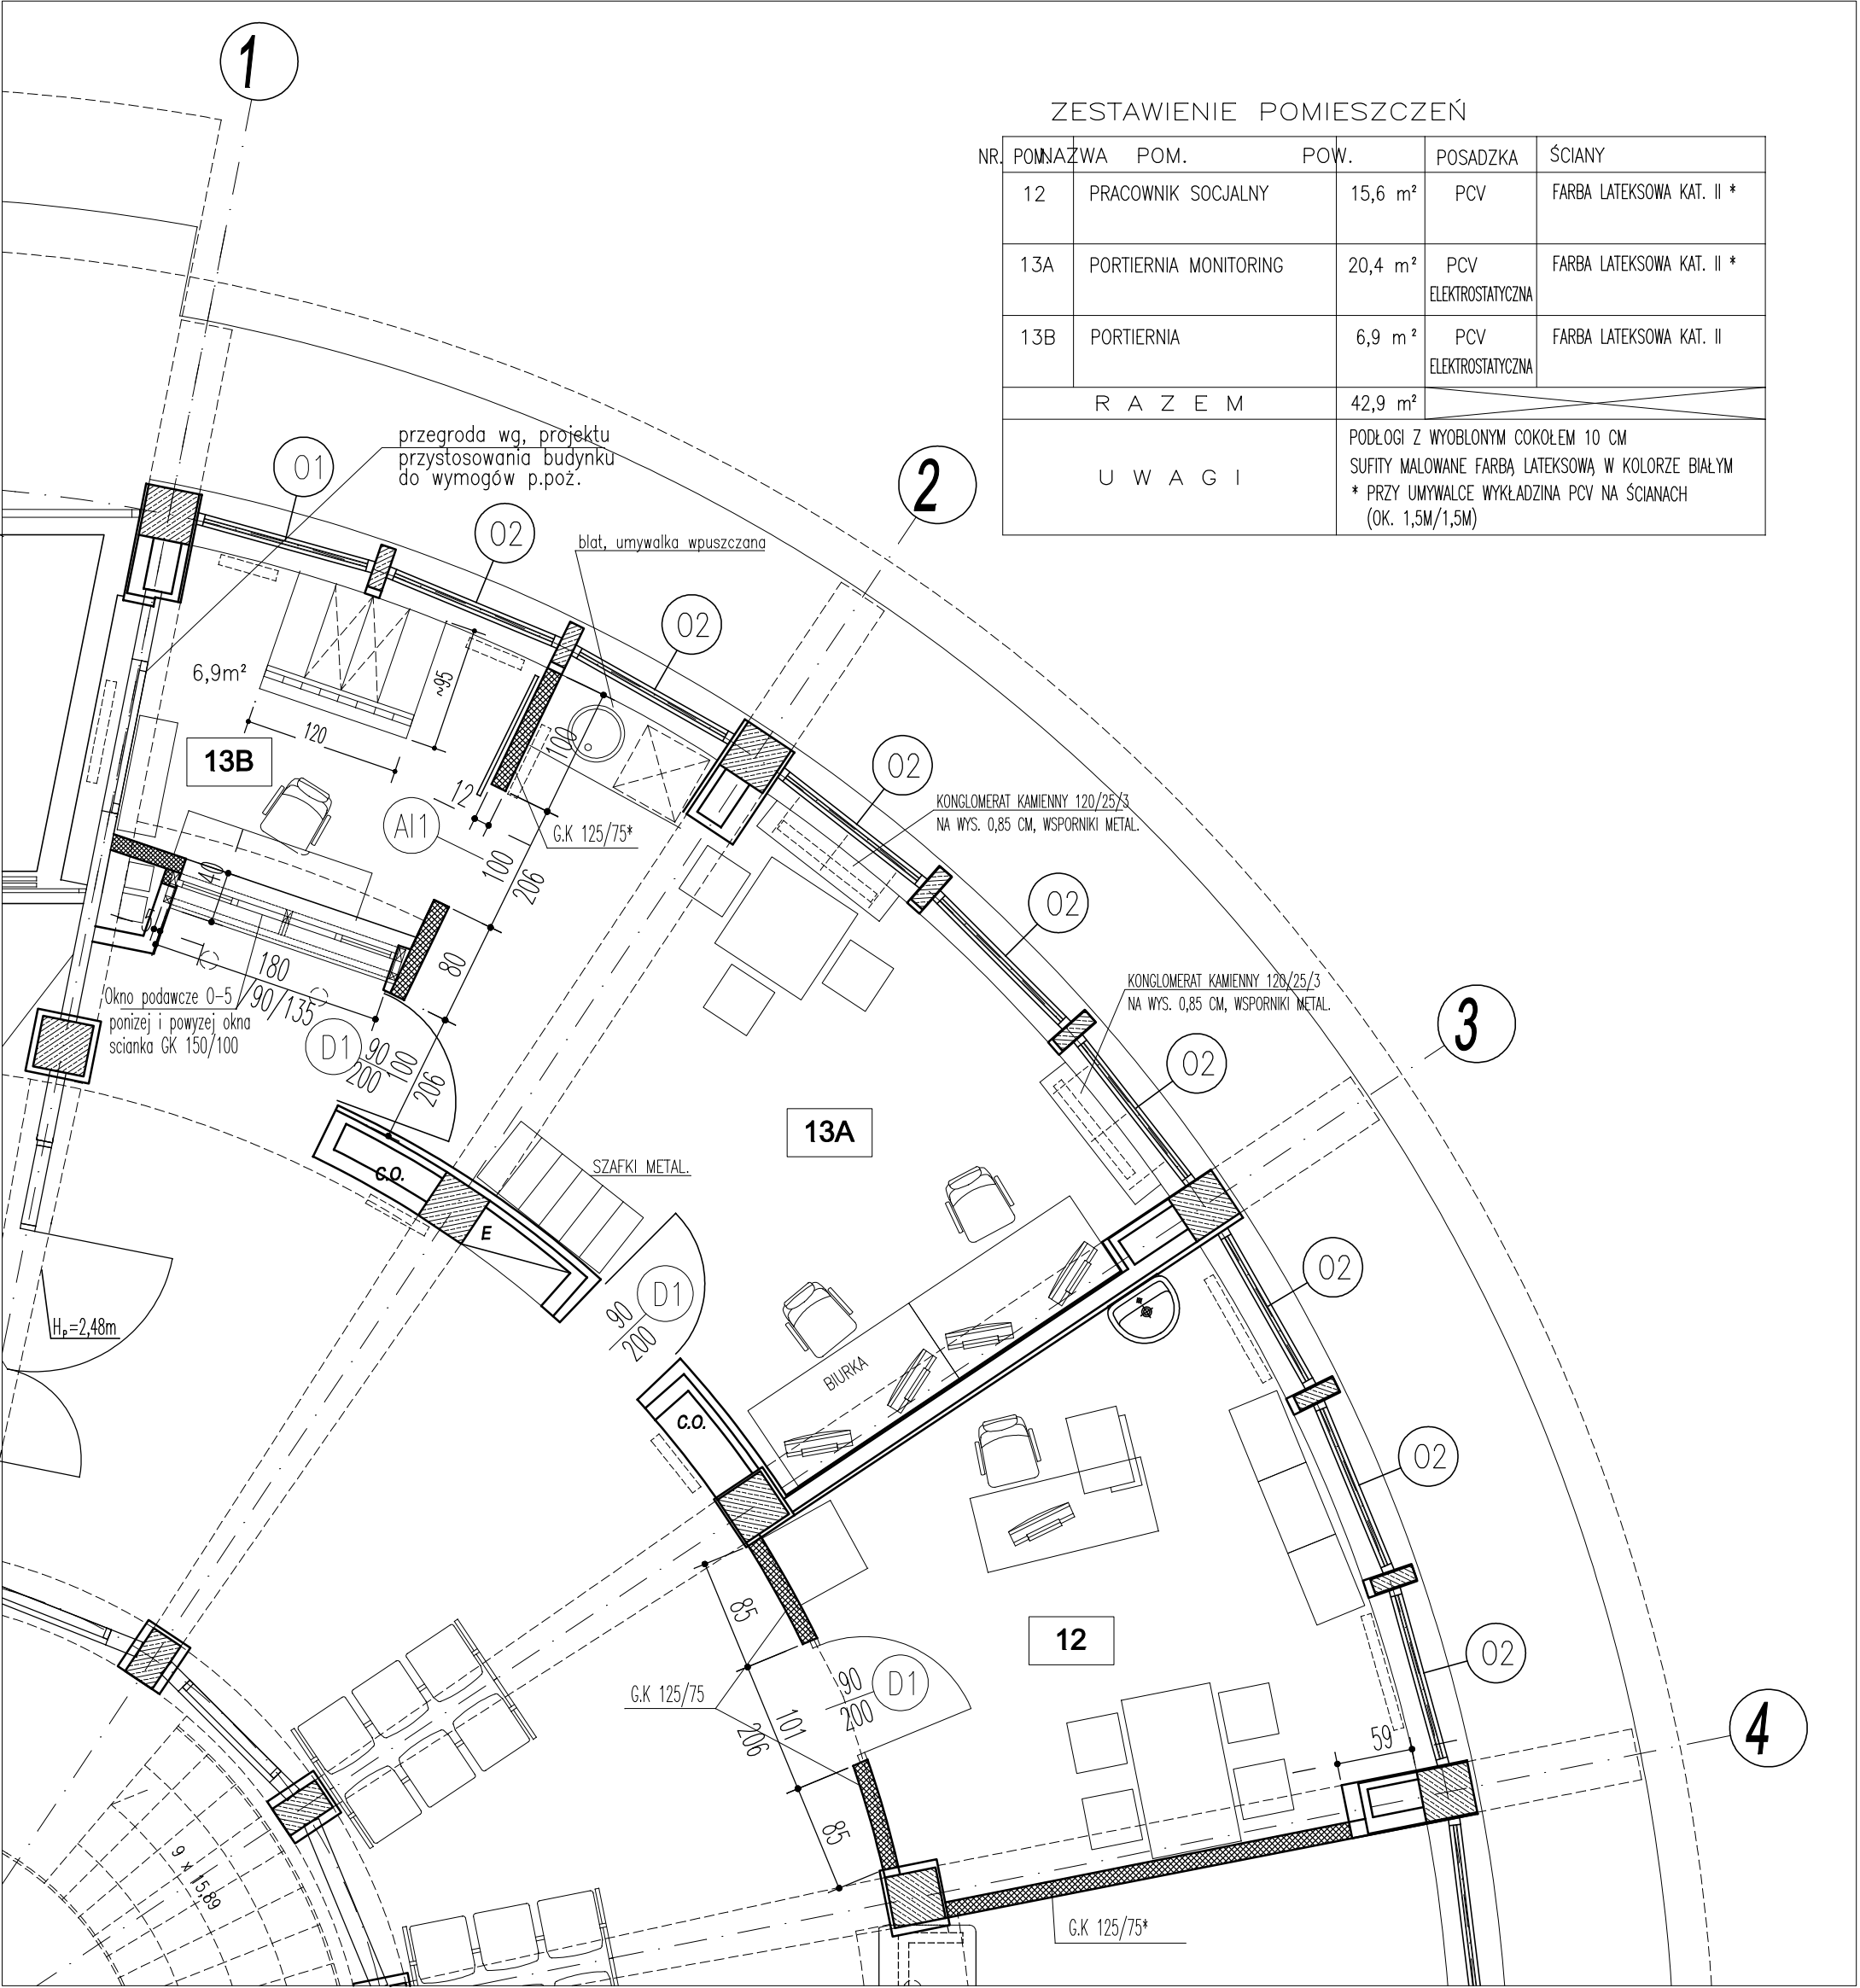 1
ZESTAWIENIE POMIESZCZEŃ
NR. POM. NAZWA POM. POW. POSADZKA ŚCIANY
12 PRACOWNIK SOCJALNY 15,6 m² PCV FARBA LATEKSOWA KAT. II *
13A PORTIERNIA MONITORING 20,4 m² PCV FARBA LATEKSOWA KAT. II *
ELEKTROSTATYCZNA
13B PORTIERNIA 6,9 m² PCV FARBA LATEKSOWA KAT. II
ELEKTROSTATYCZNA
RAZEM 42,9 m²
UWAGI
PODŁOGI Z WYOBLONYM COKOŁEM 10 CM
SUFITY MALOWANE FARBĄ LATEKSOWĄ W KOLORZE BIAŁYM
* PRZY UMYWALCE WYKŁADZINA PCV NA ŚCIANACH
(OK. 1,5M/1,5M)
przegroda wg, projektu
przystosowania budynku
do wymogów p.poż.
01
02
2
blat, umywalka wpuszczana
02
6,9m²
~95
120
13B
100
12
AI1
G.K 125/75*
02
KONGLOMERAT KAMIENNY 120/25/3
NA WYS. 0,85 CM, WSPORNIKI METAL.
100
206
40
02
80
180
90/135
5
Okno podawcze 0-5
poniżej i powyżej okna
scianka GK 150/100
D1
90
200
100
206
KONGLOMERAT KAMIENNY 120/25/3
NA WYS. 0,85 CM, WSPORNIKI METAL.
3
02
13A
SZAFKI METAL.
C.O.
E
02
D1
90
200
Hₚ=2,48m
BIURKA
C.O.
02
85
12
02
G.K 125/75
90
200
D1
101
206
59
4
85
9 x 15,89
G.K 125/75*